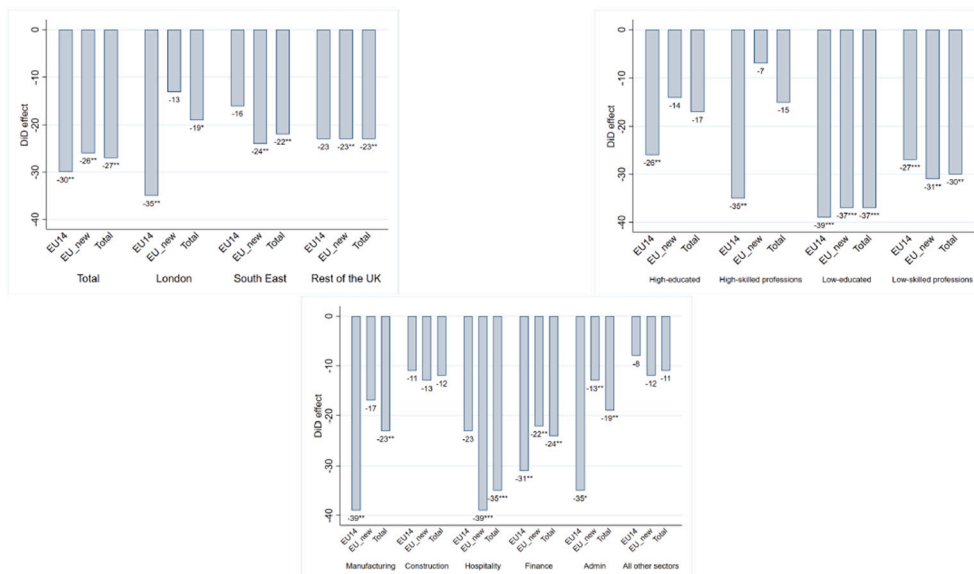 0
-10
-20
-30
-40
DiD effect
-30**
-26**
-27**
-35**
-13
-19*
-16
-24**
-22**
-23
-23**
-23**
EU14
EU_new
Total
EU14
EU_new
Total
EU14
EU_new
Total
EU14
EU_new
Total
Total London South East Rest of the UK
0
-10
-20
-30
-40
DiD effect
-26**
-14
-17
-35**
-7
-15
-39***
-37***
-37***
-27***
-31**
-30**
EU14
EU_new
Total
EU14
EU_new
Total
EU14
EU_new
Total
EU14
EU_new
Total
High-educated High-skilled professions Low-educated Low-skilled professions
0
-10
-20
-30
-40
DiD effect
-39**
-17
-23**
-11
-13
-12
-23
-39***
-35***
-31**
-22**
-24**
-35*
-13**
-19**
-8
-12
-11
EU14
EU_new
Total
EU14
EU_new
Total
EU14
EU_new
Total
EU14
EU_new
Total
EU14
EU_new
Total
EU14
EU_new
Total
Manufacturing Construction Hospitality Finance Admin All other sectors